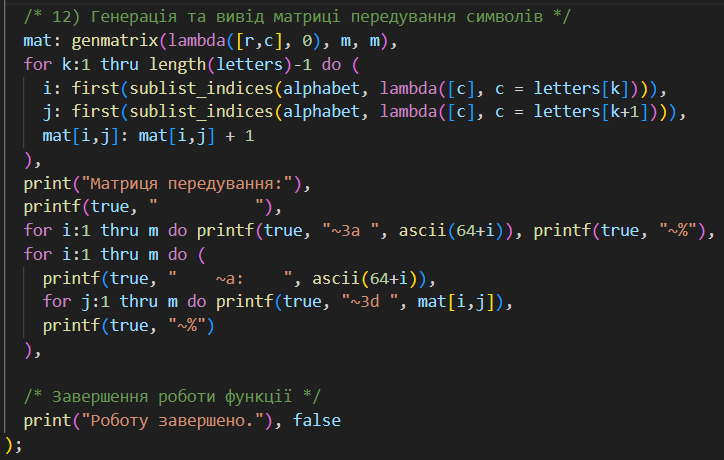 /* 12) Генерація та вивід матриці передування символів */
mat: genmatrix(lambda([r,c], 0), m, m),
for k:1 thru length(letters)-1 do (
  i: first(sublist_indices(alphabet, lambda([c], c = letters[k]))),
  j: first(sublist_indices(alphabet, lambda([c], c = letters[k+1]))),
  mat[i,j]: mat[i,j] + 1
),
print("Матриця передування:"),
printf(true, "          "),
for i:1 thru m do printf(true, "~3a ", ascii(64+i)), printf(true, "~%"),
for i:1 thru m do (
  printf(true, "    ~a:    ", ascii(64+i)),
  for j:1 thru m do printf(true, "~3d ", mat[i,j]),
  printf(true, "~%")
),
/* Завершення роботи функції */
print("Роботу завершено."), false
);